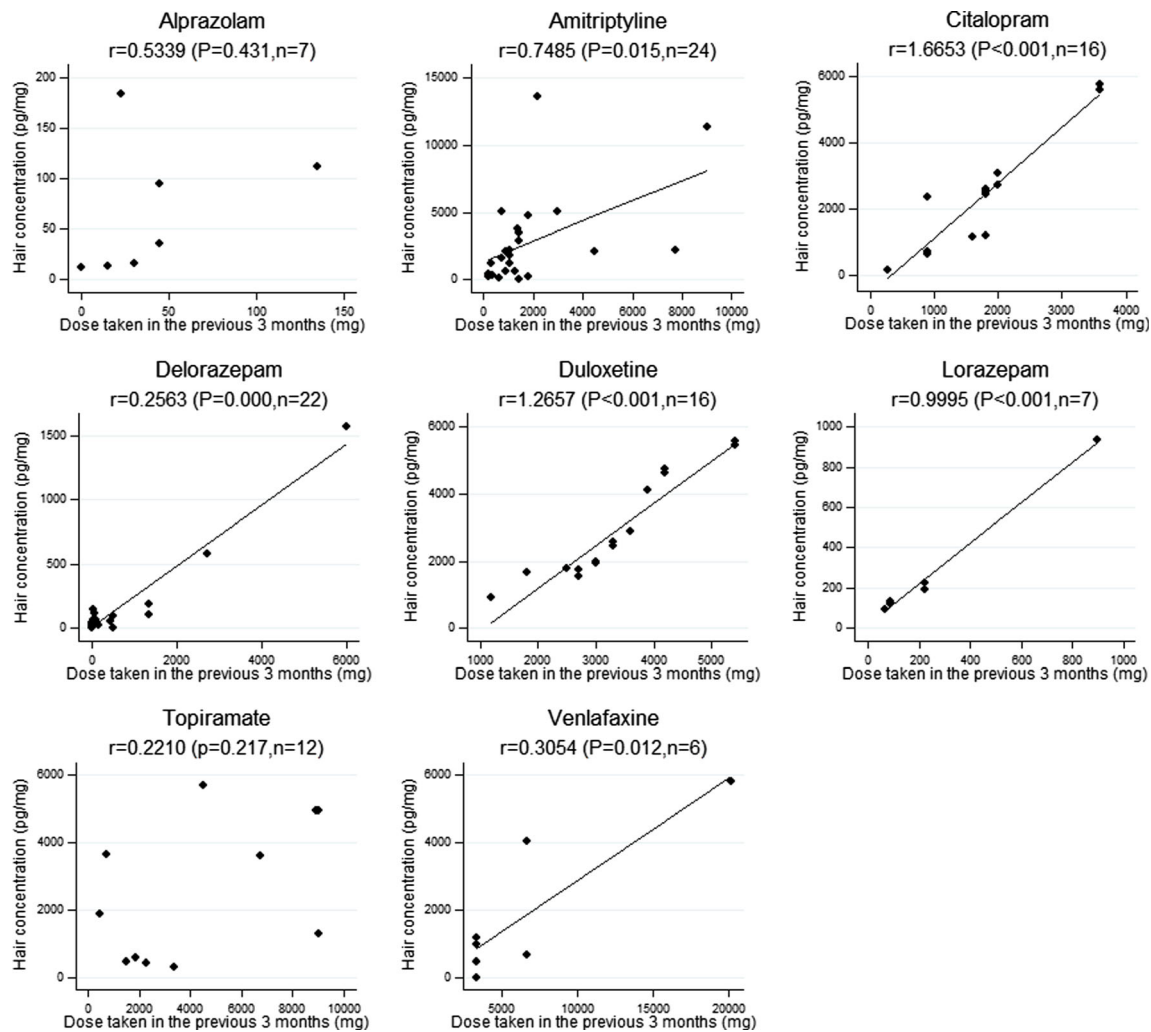 Alprazolam
r=0.5339 (P=0.431,n=7)
Hair concentration (pg/mg)
200
150
100
50
0
0 50 100 150
Dose taken in the previous 3 months (mg)
Amitriptyline
r=0.7485 (P=0.015,n=24)
Hair concentration (pg/mg)
15000
10000
5000
0
0 2000 4000 6000 8000 10000
Dose taken in the previous 3 months (mg)
Citalopram
r=1.6653 (P<0.001,n=16)
Hair concentration (pg/mg)
6000
4000
2000
0
0 1000 2000 3000 4000
Dose taken in the previous 3 months (mg)
Delorazepam
r=0.2563 (P=0.000,n=22)
Hair concentration (pg/mg)
1500
1000
500
0
0 2000 4000 6000
Dose taken in the previous 3 months (mg)
Duloxetine
r=1.2657 (P<0.001,n=16)
Hair concentration (pg/mg)
6000
4000
2000
0
1000 2000 3000 4000 5000
Dose taken in the previous 3 months (mg)
Lorazepam
r=0.9995 (P<0.001,n=7)
Hair concentration (pg/mg)
1000
800
600
400
200
0
0 200 400 600 800 1000
Dose taken in the previous 3 months (mg)
Topiramate
r=0.2210 (p=0.217,n=12)
Hair concentration (pg/mg)
6000
4000
2000
0
0 2000 4000 6000 8000 10000
Dose taken in the previous 3 months (mg)
Venlafaxine
r=0.3054 (P=0.012,n=6)
Hair concentration (pg/mg)
6000
4000
2000
0
5000 10000 15000 20000
Dose taken in the previous 3 months (mg)